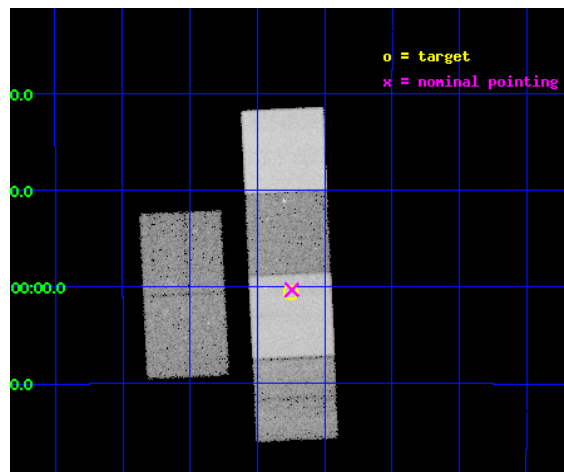 o = target
x = nominal pointing
0.0
0.0
00:00.0
0.0